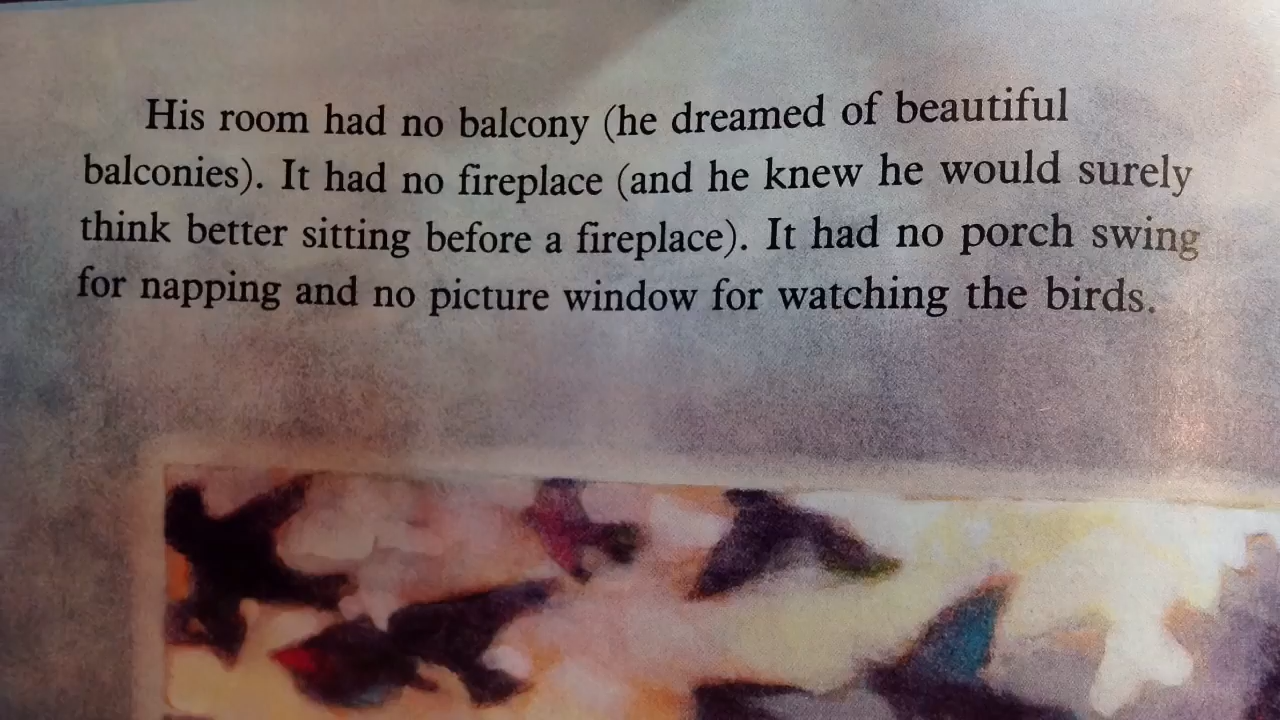 His room had no balcony (he dreamed of beautiful
balconies). It had no fireplace (and he knew he would surely
think better sitting before a fireplace). It had no porch swing
for napping and no picture window for watching the birds.